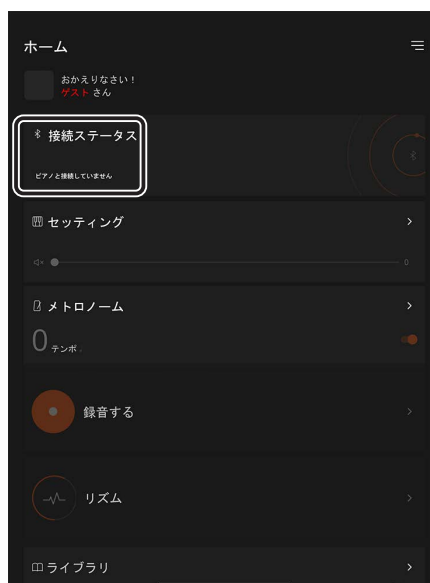 ホーム
おかえりなさい！
ゲスト さん
接続ステータス
ピアノと接続していません
セッティング
0
メトロノーム
0 テンポ
録音する
リズム
ライブラリ